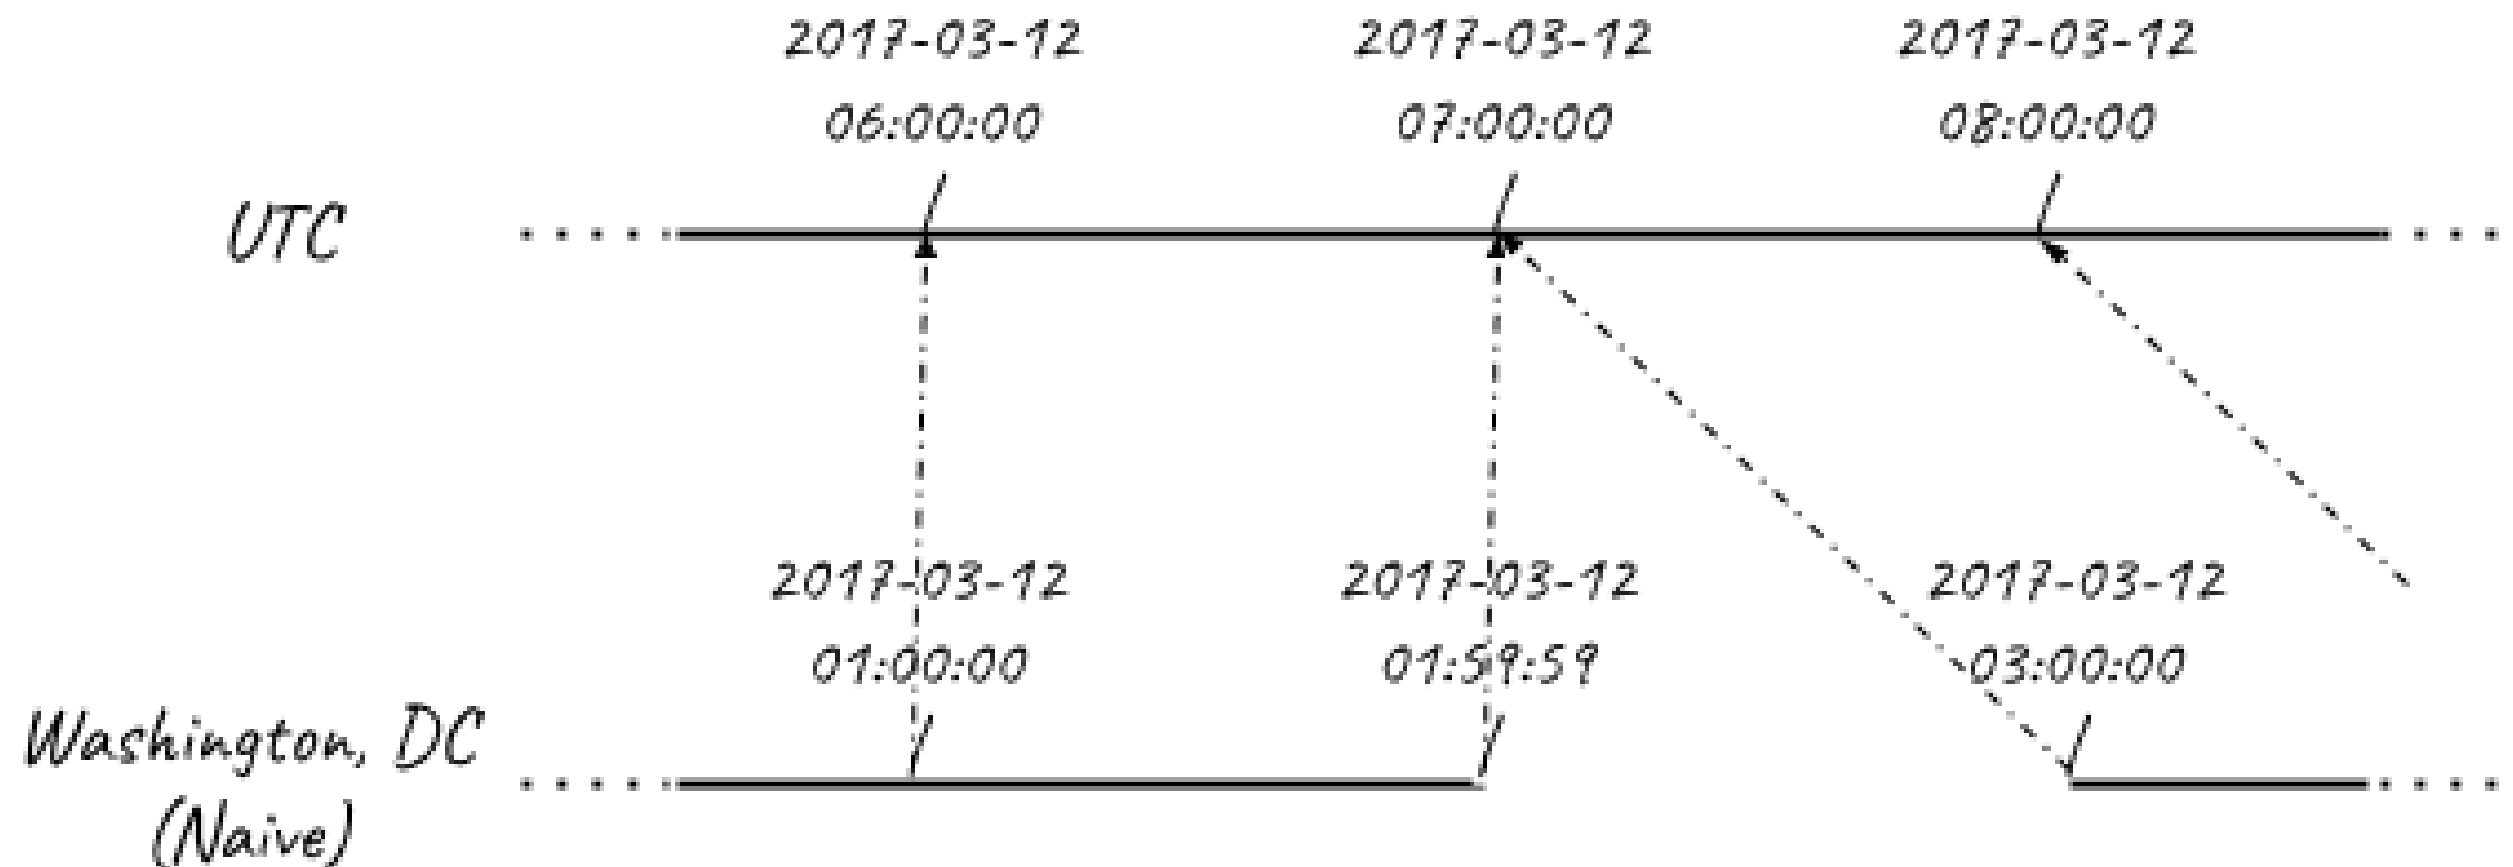 2017-03-12 2017-03-12 2017-03-12
06:00:00 07:00:00 08:00:00
UTC
2017-03-12 2017-03-12 2017-03-12
01:00:00 01:59:59 03:00:00
Washington, DC
(Naive)